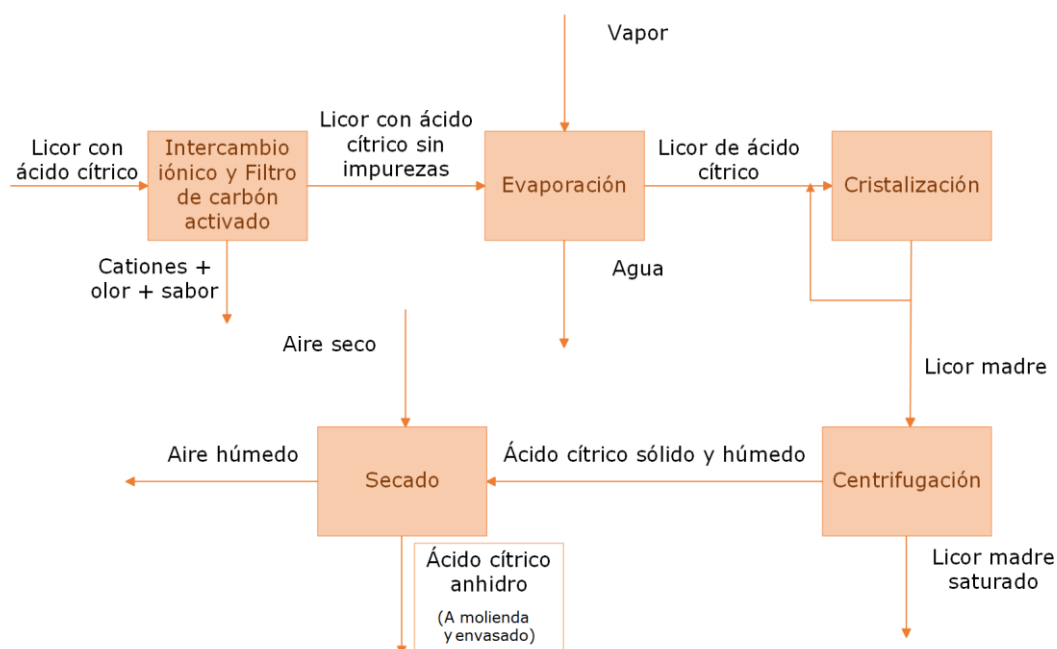 Vapor
Licor con
ácido cítrico
Intercambio
iónico y Filtro
de carbón
activado
Licor con ácido
cítrico sin
impurezas
Evaporación
Licor de ácido
cítrico
Cristalización
Cationes +
olor + sabor
Agua
Aire seco
Licor madre
Aire húmedo
Secado
Ácido cítrico sólido y húmedo
Centrifugación
Ácido cítrico
anhidro
(A molienda
y envasado)
Licor madre
saturado